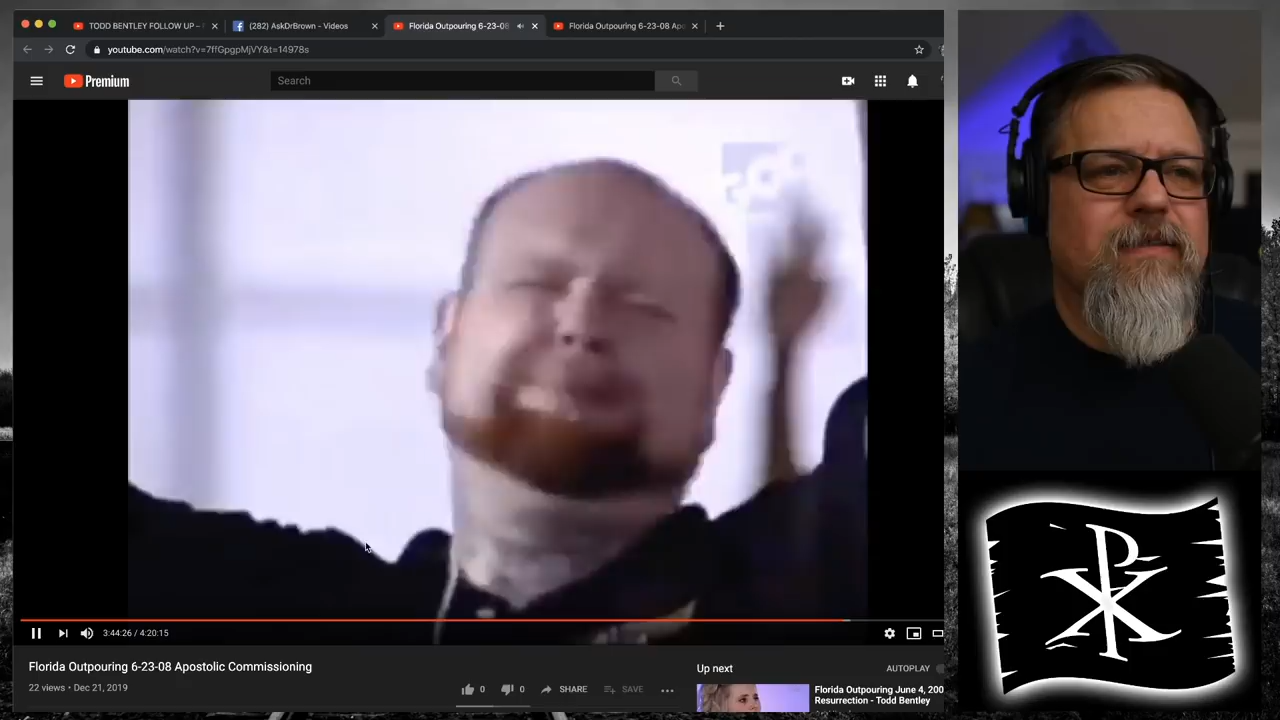 TODD BENTLEY FOLLOW UP –
(282) AskDrBrown - Videos
Florida Outpouring 6-23-08
Florida Outpouring 6-23-08 Apo
youtube.com/watch?v=7ffGpgpMjVY&t=14978s
Premium
Search
3:44:26 / 4:20:15
Florida Outpouring 6-23-08 Apostolic Commissioning
22 views • Dec 21, 2019
0
0
SHARE
SAVE
Up next
AUTOPLAY
Florida Outpouring June 4, 200
Resurrection - Todd Bentley